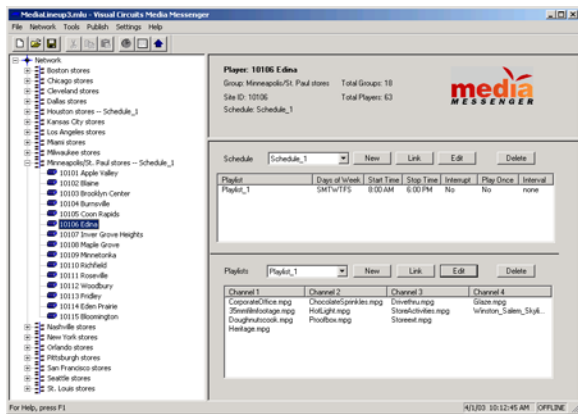 MediaLineup3.mlu - Visual Circuits Media Messenger
File Network Tools Publish Settings Help
Network
Boston stores
Chicago stores
Cleveland stores
Dallas stores
Houston stores -- Schedule_1
Kansas City stores
Los Angeles stores
Miami stores
Milwaukee stores
Minneapolis/St. Paul stores -- Schedule_1
10101 Apple Valley
10102 Blaine
10103 Brooklyn Center
10104 Burnsville
10105 Coon Rapids
10106 Edina
10107 Inver Grove Heights
10108 Maple Grove
10109 Minnetonka
10110 Richfield
10111 Roseville
10112 Woodbury
10113 Fridley
10114 Eden Prairie
10115 Bloomington
Nashville stores
New York stores
Orlando stores
Pittsburgh stores
San Francisco stores
Seattle stores
St. Louis stores
Player: 10106 Edina
Group: Minneapolis/St. Paul stores Total Groups: 18
Site ID: 10106 Total Players: 63
Schedule: Schedule_1
media
MESSENGER
Schedule Schedule_1 New Link Edit Delete
Playlist Days of Week Start Time Stop Time Interrupt Play Once Interval
Playlist_1 SMTWTFS 8:00 AM 6:00 PM No No none
Playlists Playlist_1 New Link Edit Delete
Channel 1 Channel 2 Channel 3 Channel 4
CorporateOffice.mpg ChocolateSprinkles.mpg Drivethru.mpg Glaze.mpg
35mmfilmfootage.mpg HotLight.mpg StoreActivities.mpg Winston_Salem_Skyli...
Doughnutscook.mpg Proofbox.mpg Storeext.mpg
Heritage.mpg
For Help, press F1 4/1/03 10:12:45 AM OFFLINE